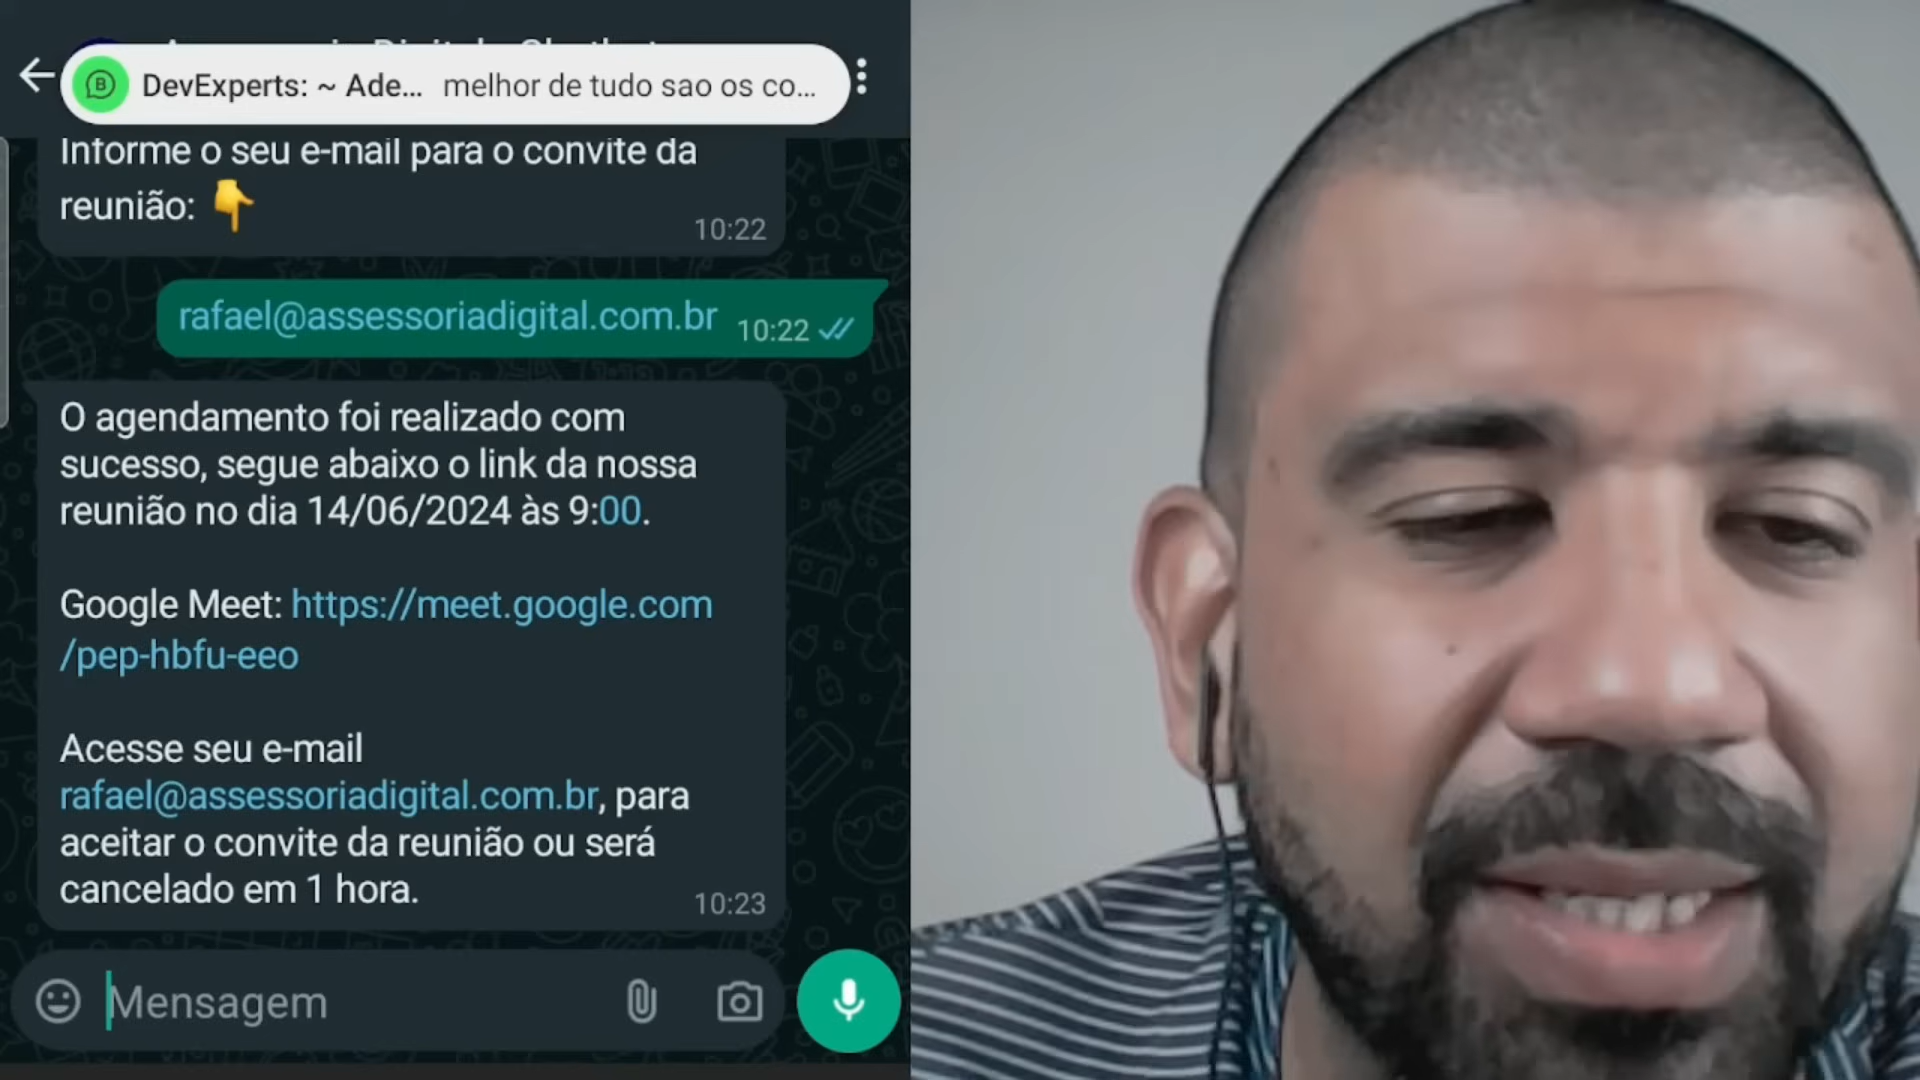 DevExperts: ~ Ade... melhor de tudo sao os co...
Informe o seu e-mail para o convite da
reunião: 👇
10:22
rafael@assessoriadigital.com.br 10:22
O agendamento foi realizado com
sucesso, segue abaixo o link da nossa
reunião no dia 14/06/2024 às 9:00.
Google Meet: https://meet.google.com
/pep-hbfu-eeo
Acesse seu e-mail
rafael@assessoriadigital.com.br, para
aceitar o convite da reunião ou será
cancelado em 1 hora.
10:23
Mensagem